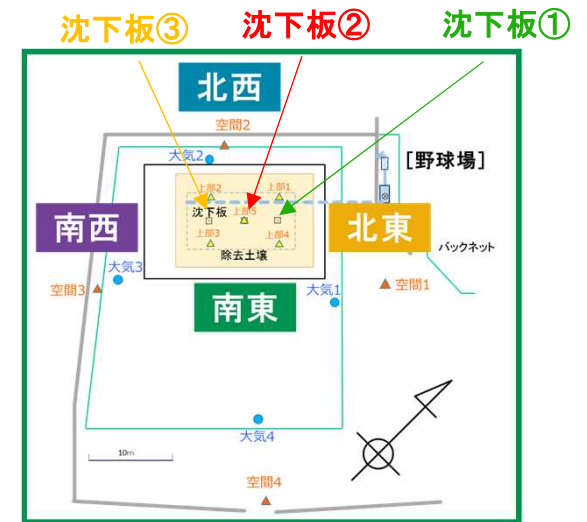 沈下板③
沈下板②
沈下板①
北西
空間2
大気2
[野球場]
上部2
上部1
沈下板
上部5
南西
北東
バックネット
上部3
上部4
除去土壌
大気3
空間3
南東
大気1
空間1
大気4
10m
空間4